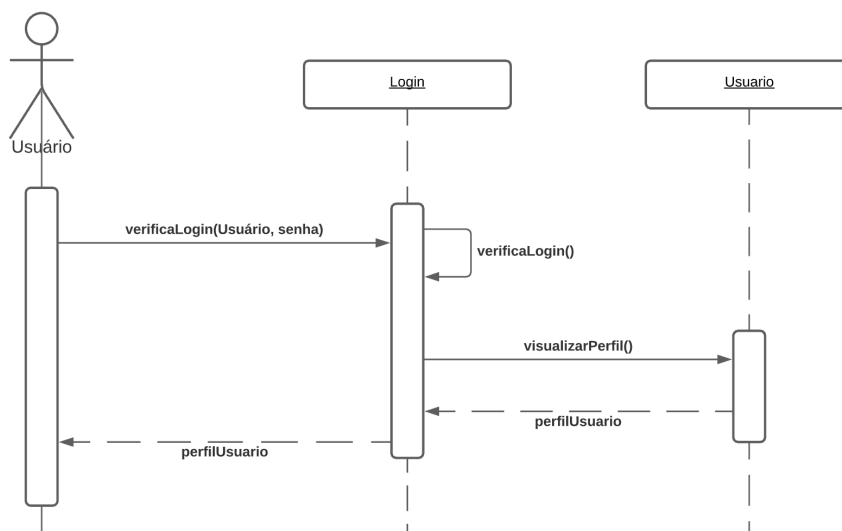 Login
Usuario
Usuário
verificaLogin(Usuário, senha)
verificaLogin()
visualizarPerfil()
perfilUsuario
perfilUsuario